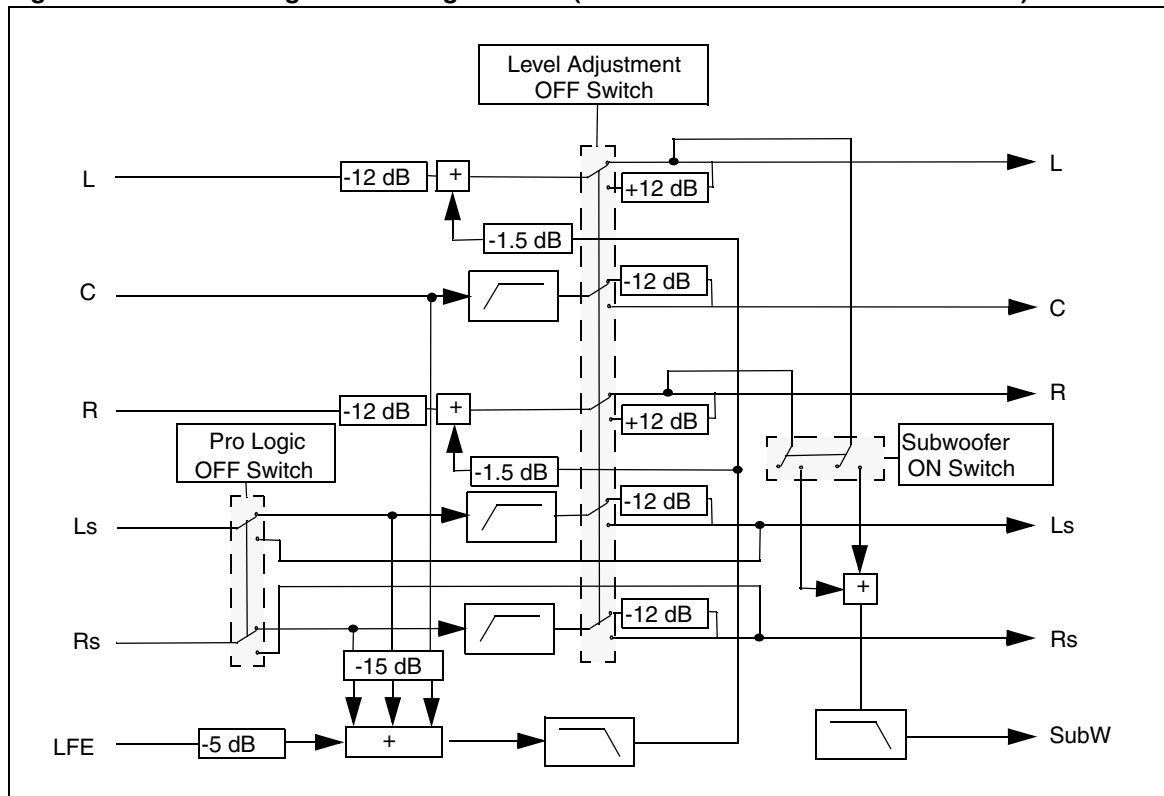 Level Adjustment
OFF Switch
L
-12 dB
+
+12 dB
L
-1.5 dB
C
-12 dB
C
R
-12 dB
+
+12 dB
R
Pro Logic
OFF Switch
-1.5 dB
Subwoofer
ON Switch
Ls
-12 dB
Ls
+
Rs
-12 dB
Rs
-15 dB
LFE
-5 dB
+
SubW